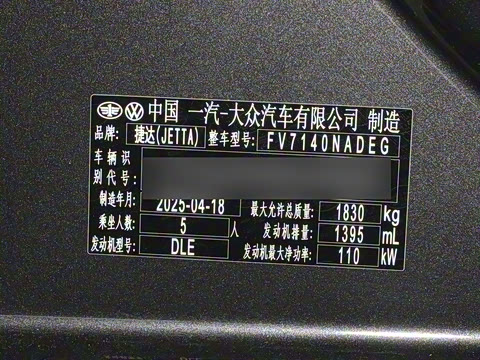 中国 一汽-大众汽车有限公司 制造
品牌: 捷达(JETTA) 整车型号: FV7140NADEG
车辆识
别代号:
制造年月: 2025-04-18 最大允许总质量: 1830 kg
乘坐人数: 5 人 发动机排量: 1395 mL
发动机型号: DLE 发动机最大净功率: 110 kW